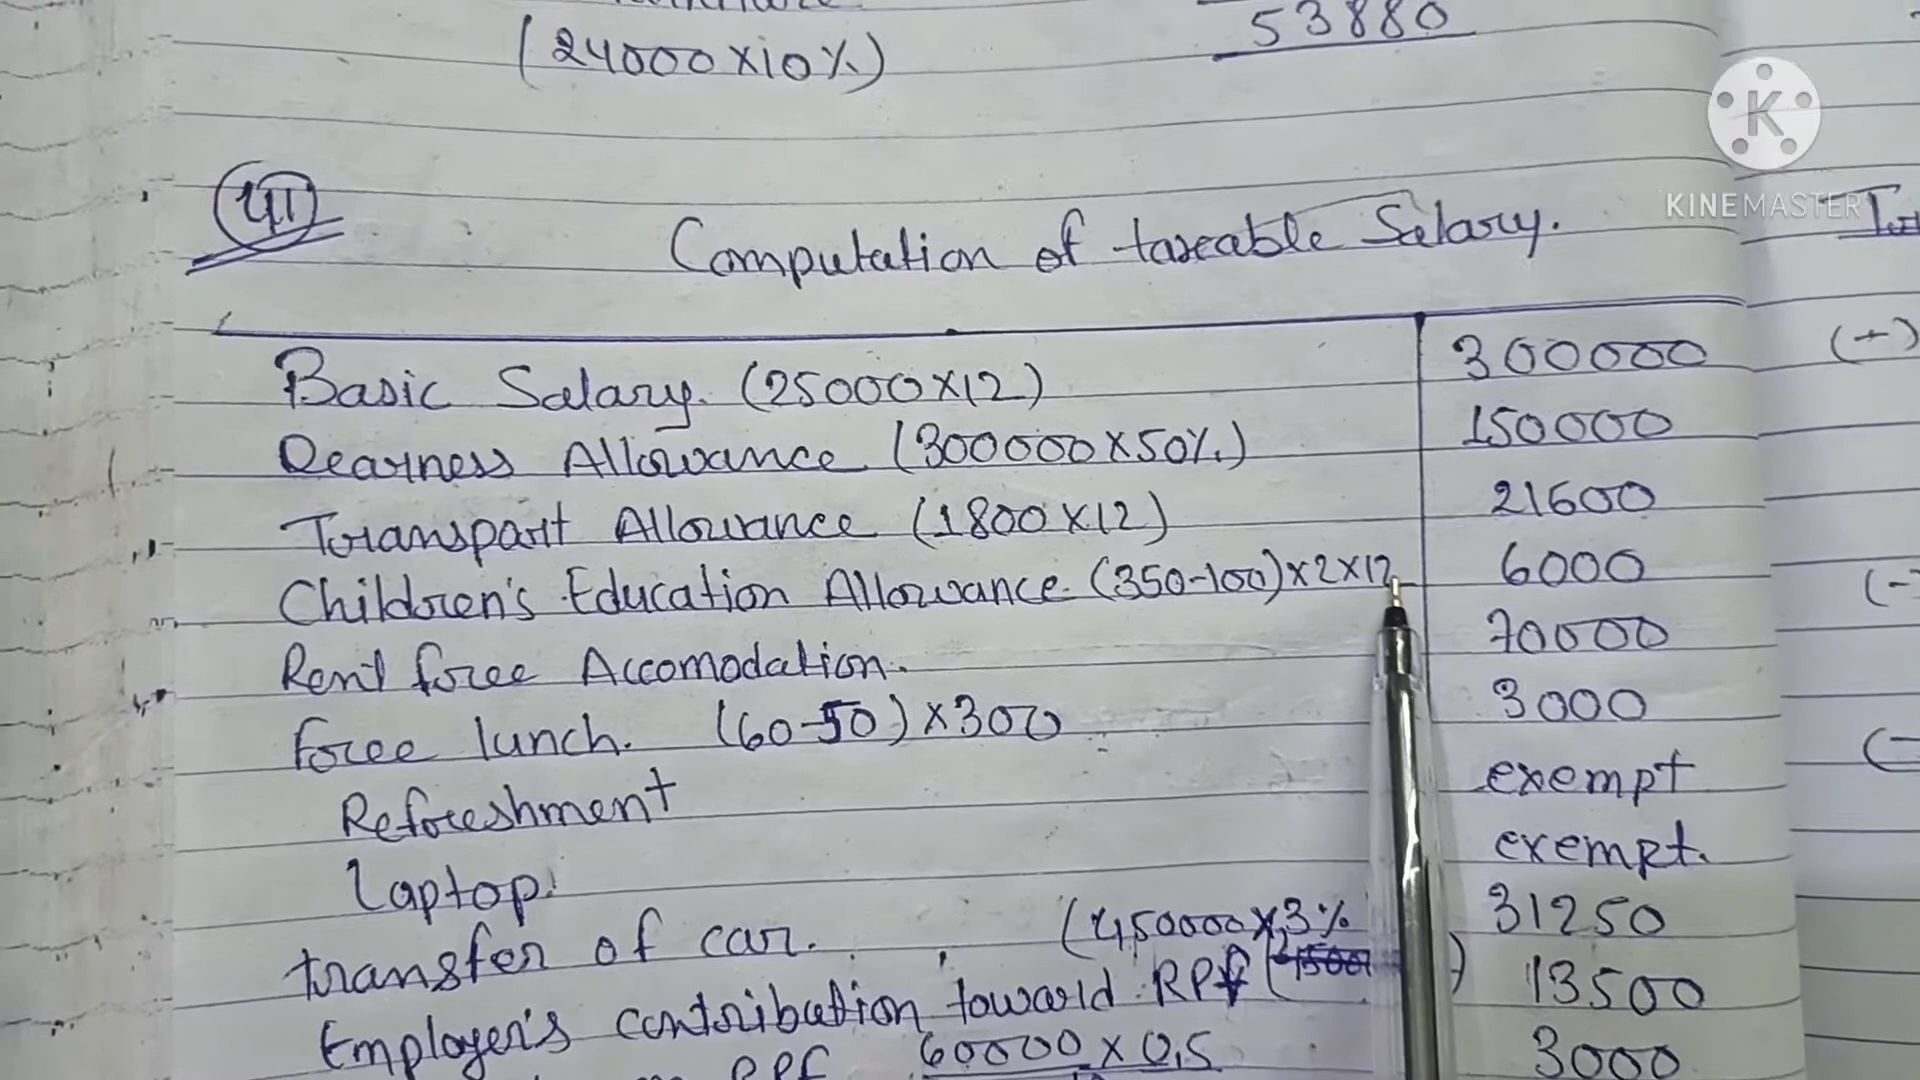 53880
(24000×10%)
Computation of taxeable Salary.
Basic Salary. (25000×12) 300000
Dearness Allowance (300000×50%) 150000
Transpart Allowance (1800×12) 21600
Children's Education Allowance. (350-100)×2×12 6000
Rent free Accomodation. 70000
free lunch. (60-50)×300 3000
Refreshment exempt
Laptop. exempt.
transfer of car. 31250
(450000×3%
Employer's contribution toward RPf 13500
RPf 60000×0.5 3000
(+)
(-)
KINEMASTER